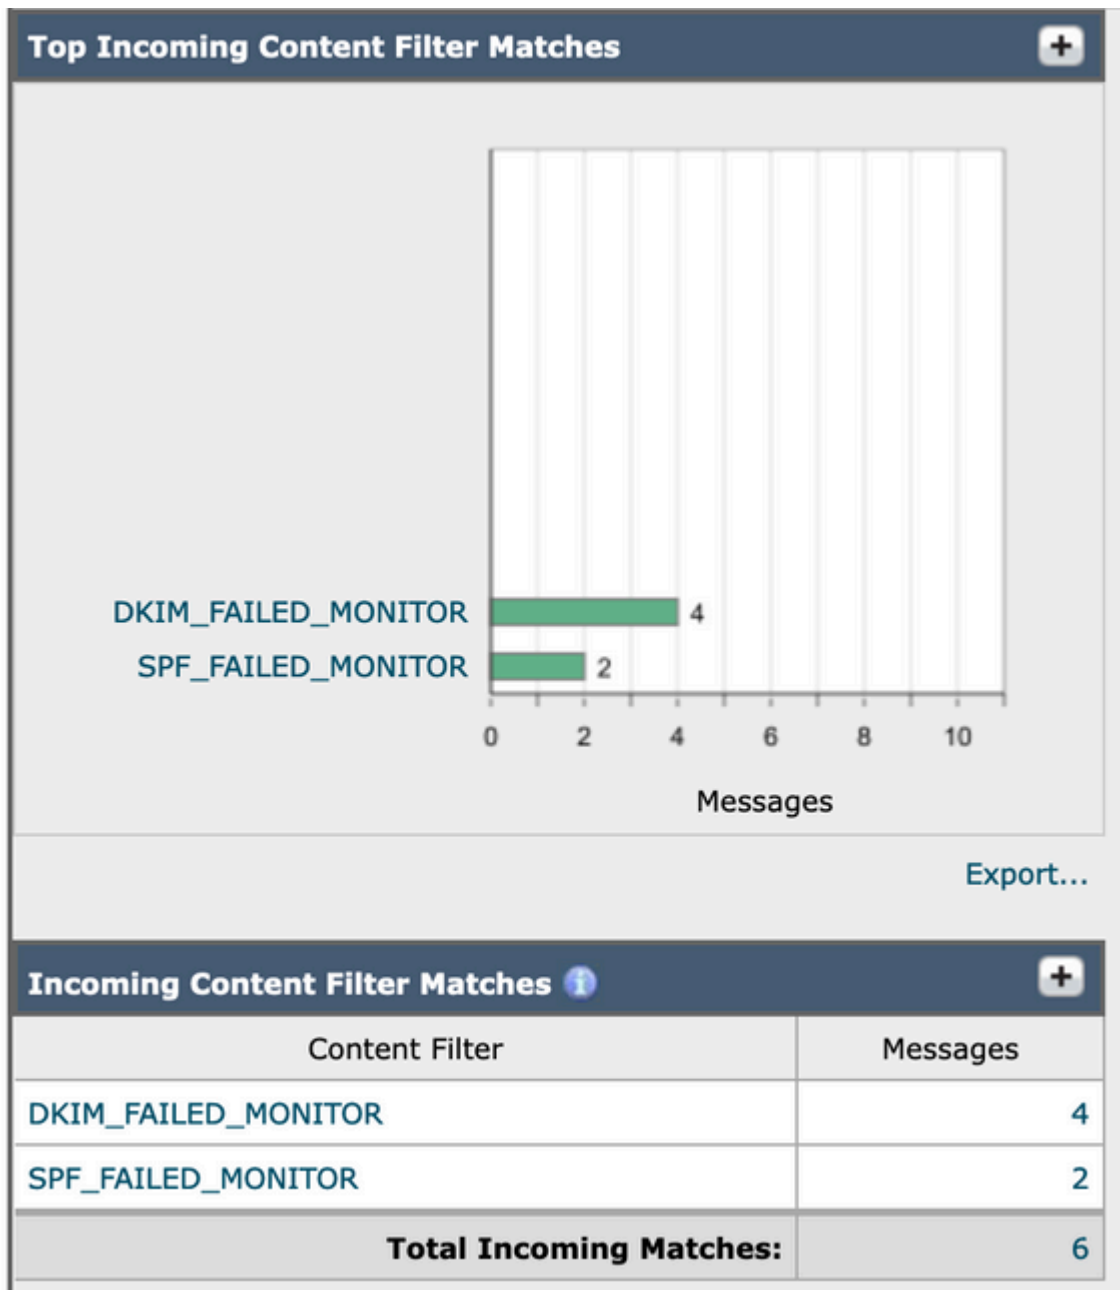 Top Incoming Content Filter Matches
DKIM_FAILED_MONITOR 4
SPF_FAILED_MONITOR 2
0 2 4 6 8 10
Messages
Export...
Incoming Content Filter Matches
Content Filter Messages
DKIM_FAILED_MONITOR 4
SPF_FAILED_MONITOR 2
Total Incoming Matches: 6